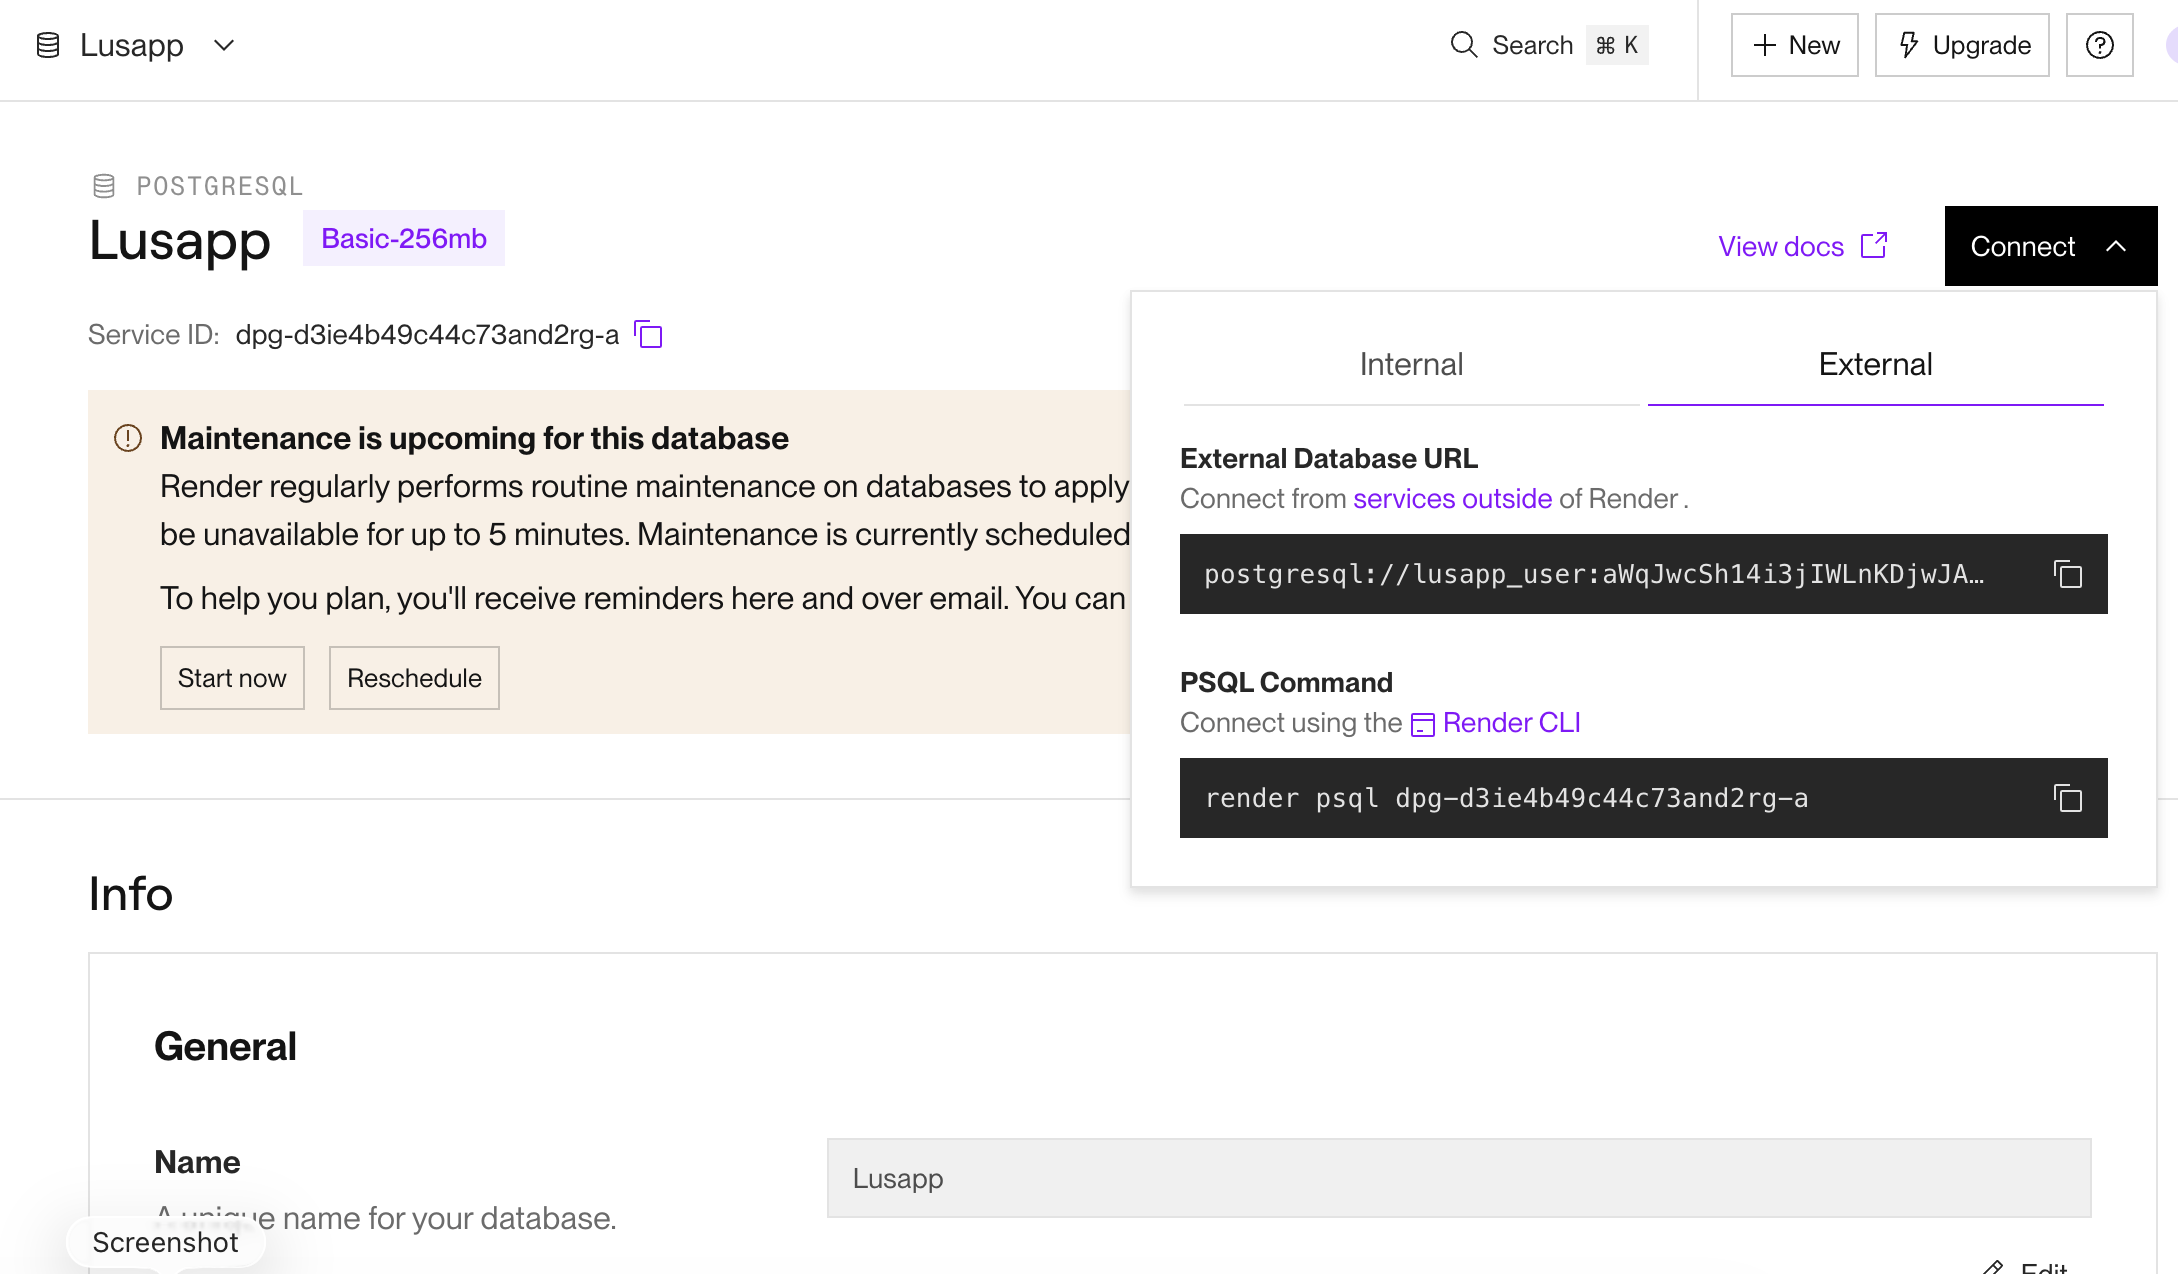 Lusapp
Search ⌘ K
+ New
Upgrade
POSTGRESQL
Lusapp
Basic-256mb
View docs
Connect
Service ID: dpg-d3ie4b49c44c73and2rg-a
Maintenance is upcoming for this database
Render regularly performs routine maintenance on databases to apply
be unavailable for up to 5 minutes. Maintenance is currently scheduled
To help you plan, you'll receive reminders here and over email. You can
Start now
Reschedule
Internal
External
External Database URL
Connect from services outside of Render .
postgresql://lusapp_user:aWqJwcSh14i3jIWLnKDjwJA…
PSQL Command
Connect using the Render CLI
render psql dpg-d3ie4b49c44c73and2rg-a
Info
General
Name
A unique name for your database.
Lusapp
Screenshot
Edit